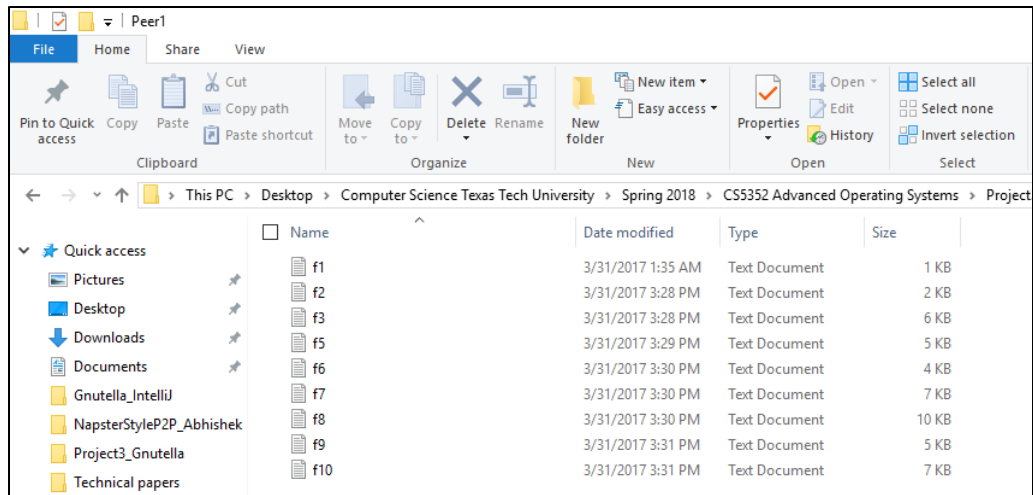 Peer1
File Home Share View
Pin to Quick access
Copy
Paste
Cut
Copy path
Paste shortcut
Clipboard
Move to
Copy to
Delete
Rename
Organize
New folder
New item
Easy access
New
Properties
Open
Edit
History
Open
Select all
Select none
Invert selection
Select
This PC > Desktop > Computer Science Texas Tech University > Spring 2018 > CS5352 Advanced Operating Systems > Project
Quick access
Pictures
Desktop
Downloads
Documents
Gnutella_IntelliJ
NapsterStyleP2P_Abhishek
Project3_Gnutella
Technical papers
Name Date modified Type Size
f1 3/31/2017 1:35 AM Text Document 1 KB
f2 3/31/2017 3:28 PM Text Document 2 KB
f3 3/31/2017 3:28 PM Text Document 6 KB
f5 3/31/2017 3:29 PM Text Document 5 KB
f6 3/31/2017 3:30 PM Text Document 4 KB
f7 3/31/2017 3:30 PM Text Document 7 KB
f8 3/31/2017 3:30 PM Text Document 10 KB
f9 3/31/2017 3:31 PM Text Document 5 KB
f10 3/31/2017 3:31 PM Text Document 7 KB